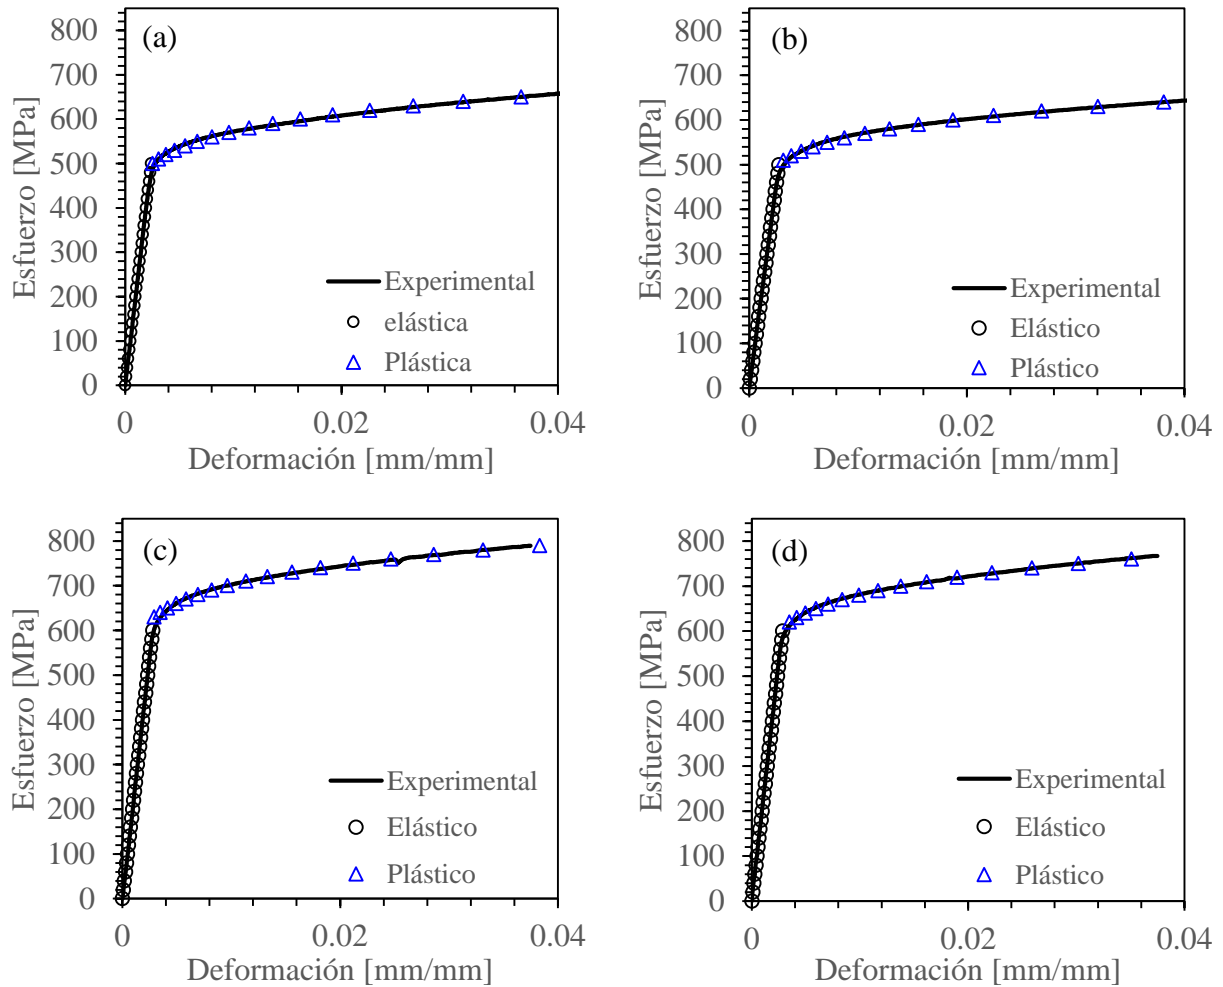 (a)
Esfuerzo [MPa]
800
700
600
500
400
300
200
100
0
Experimental
elástica
Plástica
0 0.02 0.04
Deformación [mm/mm]
(b)
Esfuerzo [MPa]
800
700
600
500
400
300
200
100
0
Experimental
Elástico
Plástico
0 0.02 0.04
Deformación [mm/mm]
(c)
Esfuerzo [MPa]
800
700
600
500
400
300
200
100
0
Experimental
Elástico
Plástico
0 0.02 0.04
Deformación [mm/mm]
(d)
Esfuerzo [MPa]
800
700
600
500
400
300
200
100
0
Experimental
Elástico
Plástico
0 0.02 0.04
Deformación [mm/mm]